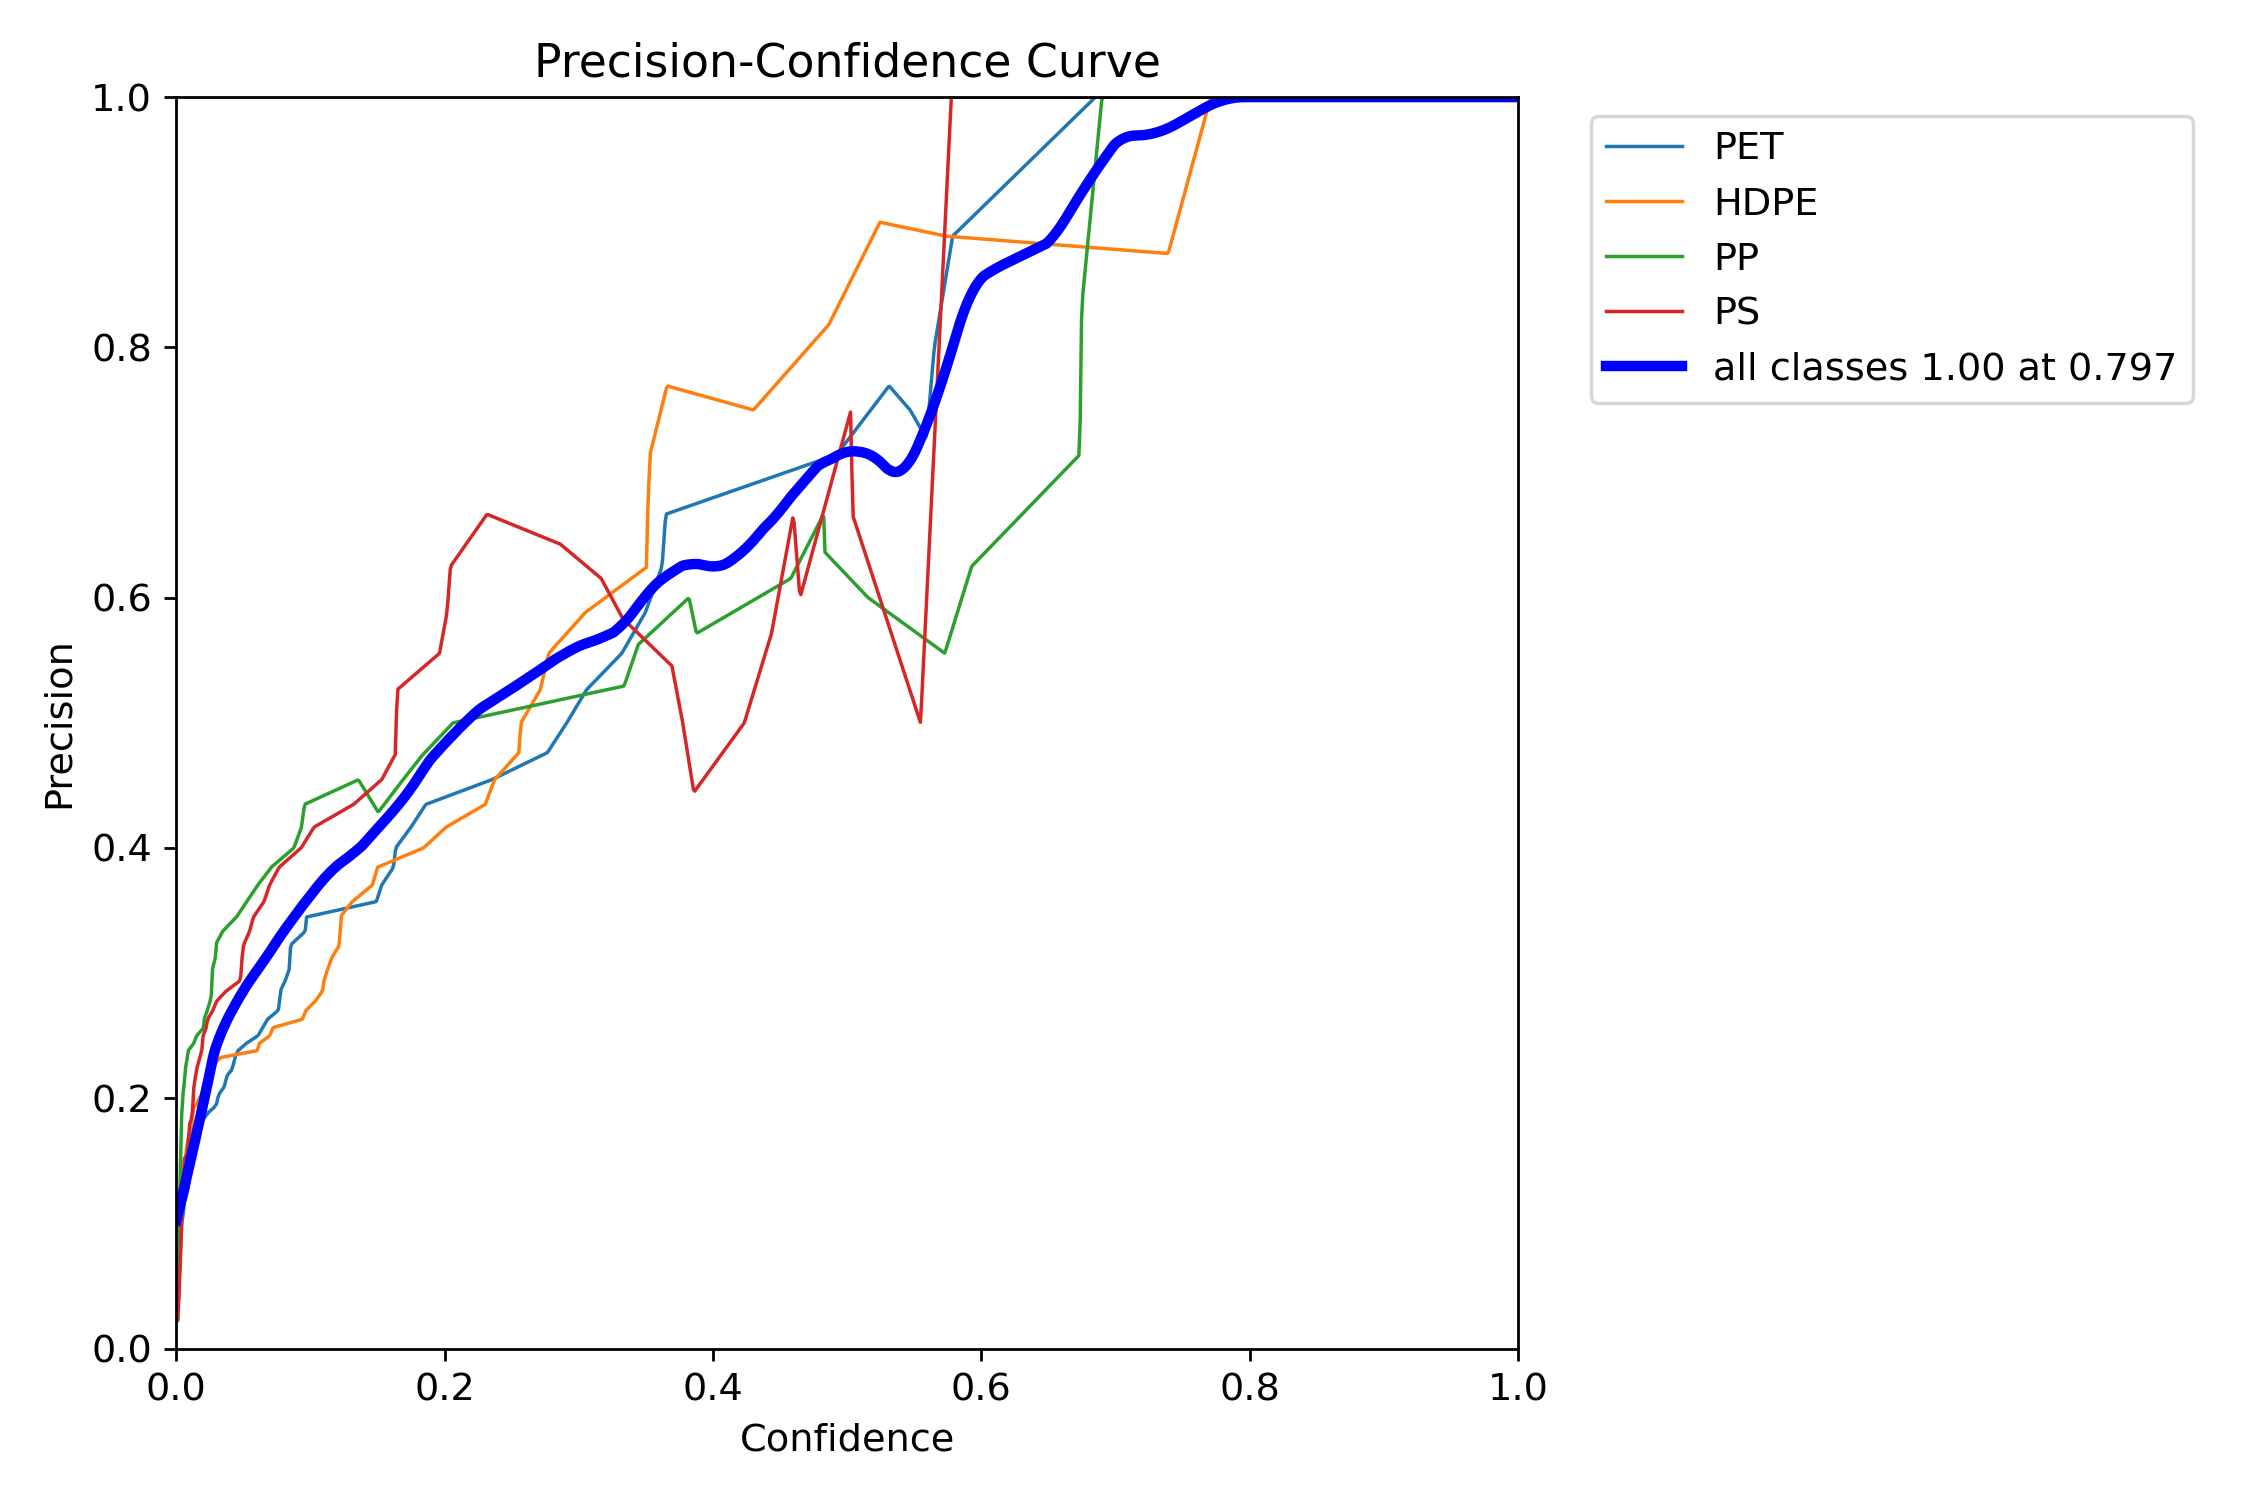 Precision-Confidence Curve
1.0
0.8
0.6
0.4
0.2
0.0
Precision
0.0 0.2 0.4 0.6 0.8 1.0
Confidence
PET
HDPE
PP
PS
all classes 1.00 at 0.797